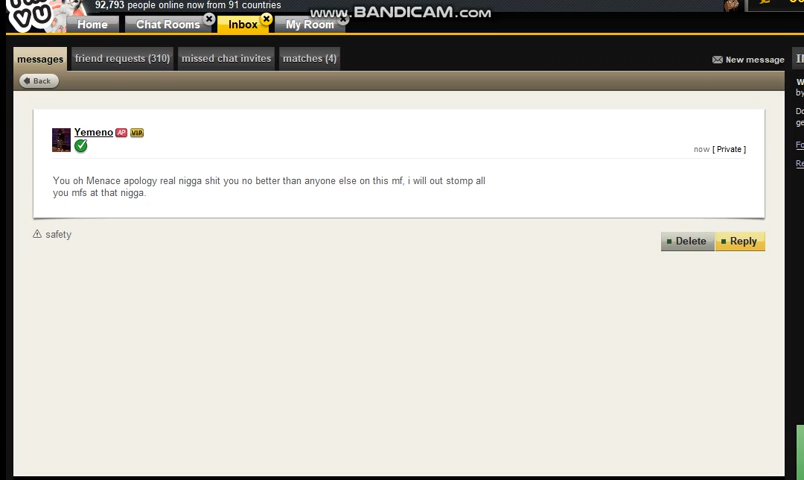 92,793 people online now from 91 countries
www.BANDICAM.com
Home
Chat Rooms
Inbox
My Room
messages
friend requests (310)
missed chat invites
matches (4)
New message
Back
Yemeno AP VIP
now [ Private ]
You oh Menace apology real nigga shit you no better than anyone else on this mf, i will out stomp all
you mfs at that nigga.
safety
Delete
Reply